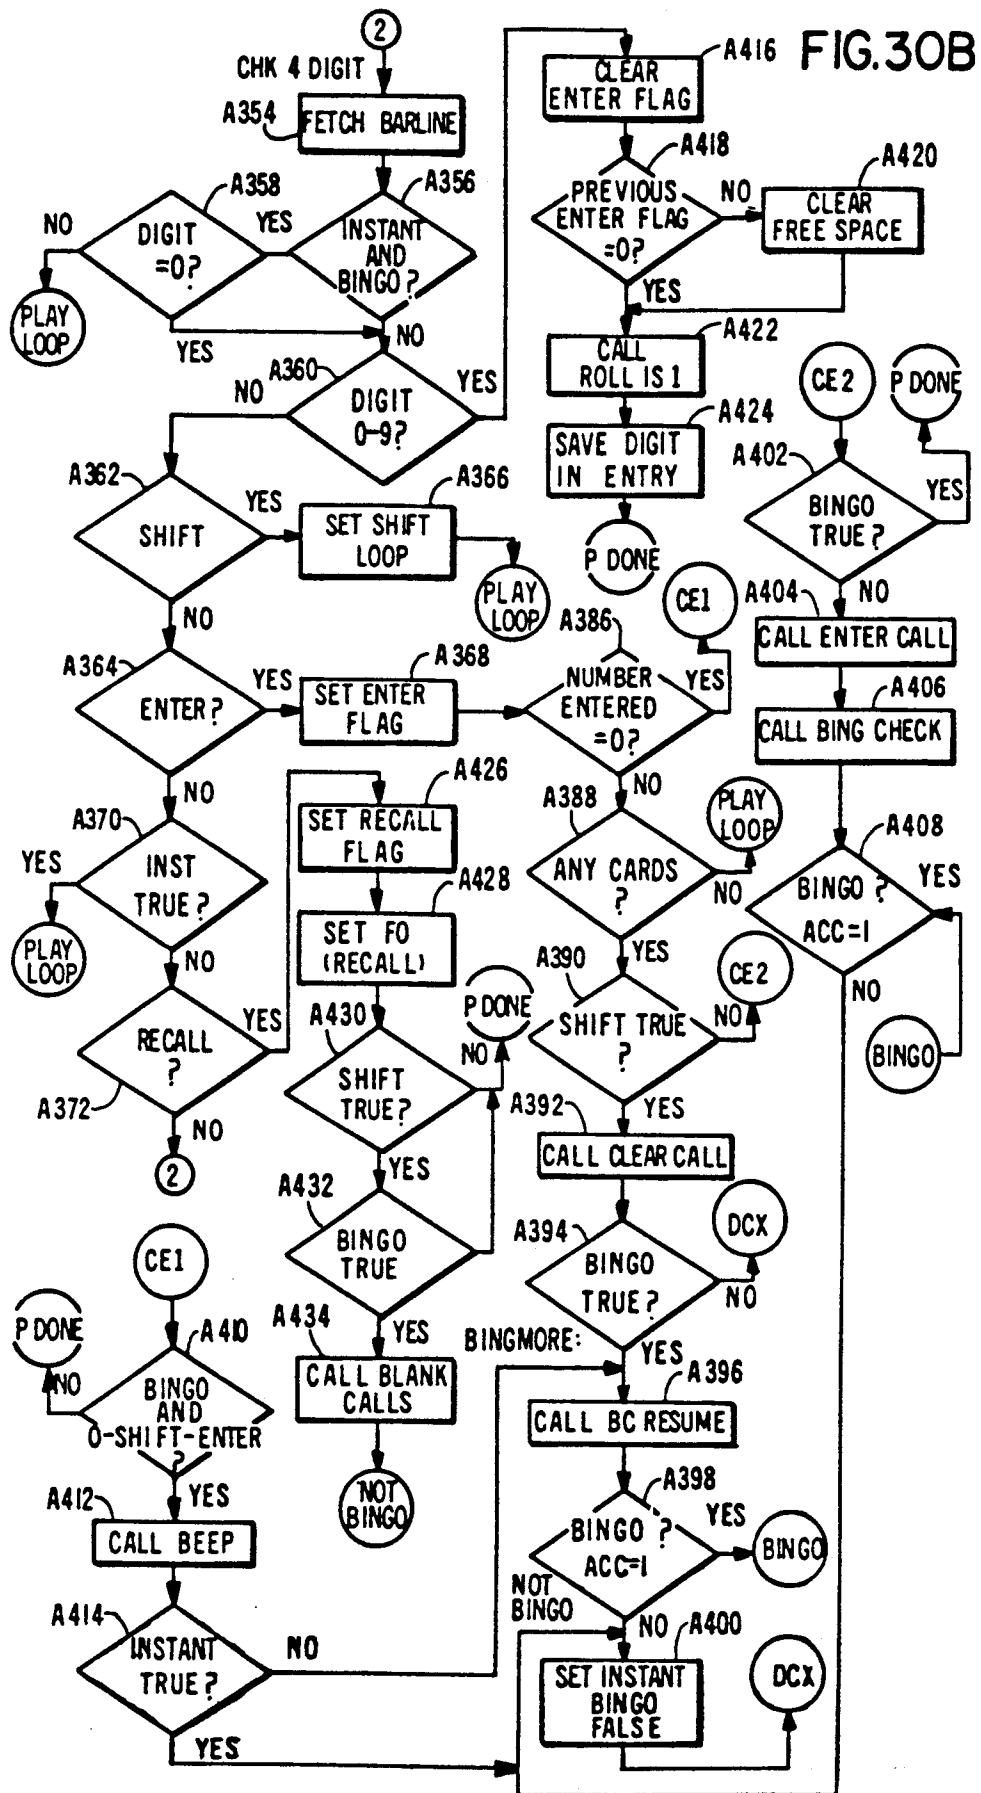 FIG.30B
2
CHK 4 DIGIT
A354
FETCH BARLINE
A358
A356
NO
DIGIT
=0?
YES
INSTANT
AND
BINGO?
PLAY
LOOP
YES
NO
A360
NO
DIGIT
0-9?
YES
A362
SHIFT
YES
A366
SET SHIFT
LOOP
PLAY
LOOP
NO
A364
ENTER?
YES
A368
SET ENTER
FLAG
NO
A370
YES
INST
TRUE?
PLAY
LOOP
NO
RECALL
?
YES
A372
NO
2
A426
SET RECALL
FLAG
A428
SET FO
(RECALL)
A430
P DONE
NO
SHIFT
TRUE?
YES
A432
BINGO
TRUE
YES
A434
CALL BLANK
CALLS
NOT
BINGO
CE1
P DONE
A410
NO
BINGO
AND
0-SHIFT-ENTER
?
YES
A412
CALL BEEP
A414
INSTANT
TRUE?
NO
YES
A416
CLEAR
ENTER FLAG
A418
PREVIOUS
ENTER FLAG
=0?
NO
A420
CLEAR
FREE SPACE
YES
A422
CALL
ROLL IS 1
A424
SAVE DIGIT
IN ENTRY
P DONE
A386
CE1
NUMBER
ENTERED
=0?
YES
NO
A388
PLAY
LOOP
ANY CARDS
?
NO
YES
A390
CE2
SHIFT TRUE
?
NO
YES
A392
CALL CLEAR CALL
A394
DCX
BINGO
TRUE?
NO
BINGMORE:
YES
A396
CALL BC RESUME
A398
BINGO ?
ACC=1
YES
BINGO
NOT
BINGO
NO
A400
SET INSTANT
BINGO
FALSE
DCX
CE2
P DONE
A402
BINGO
TRUE?
YES
NO
A404
CALL ENTER CALL
A406
CALL BING CHECK
A408
BINGO ?
ACC=1
YES
NO
BINGO